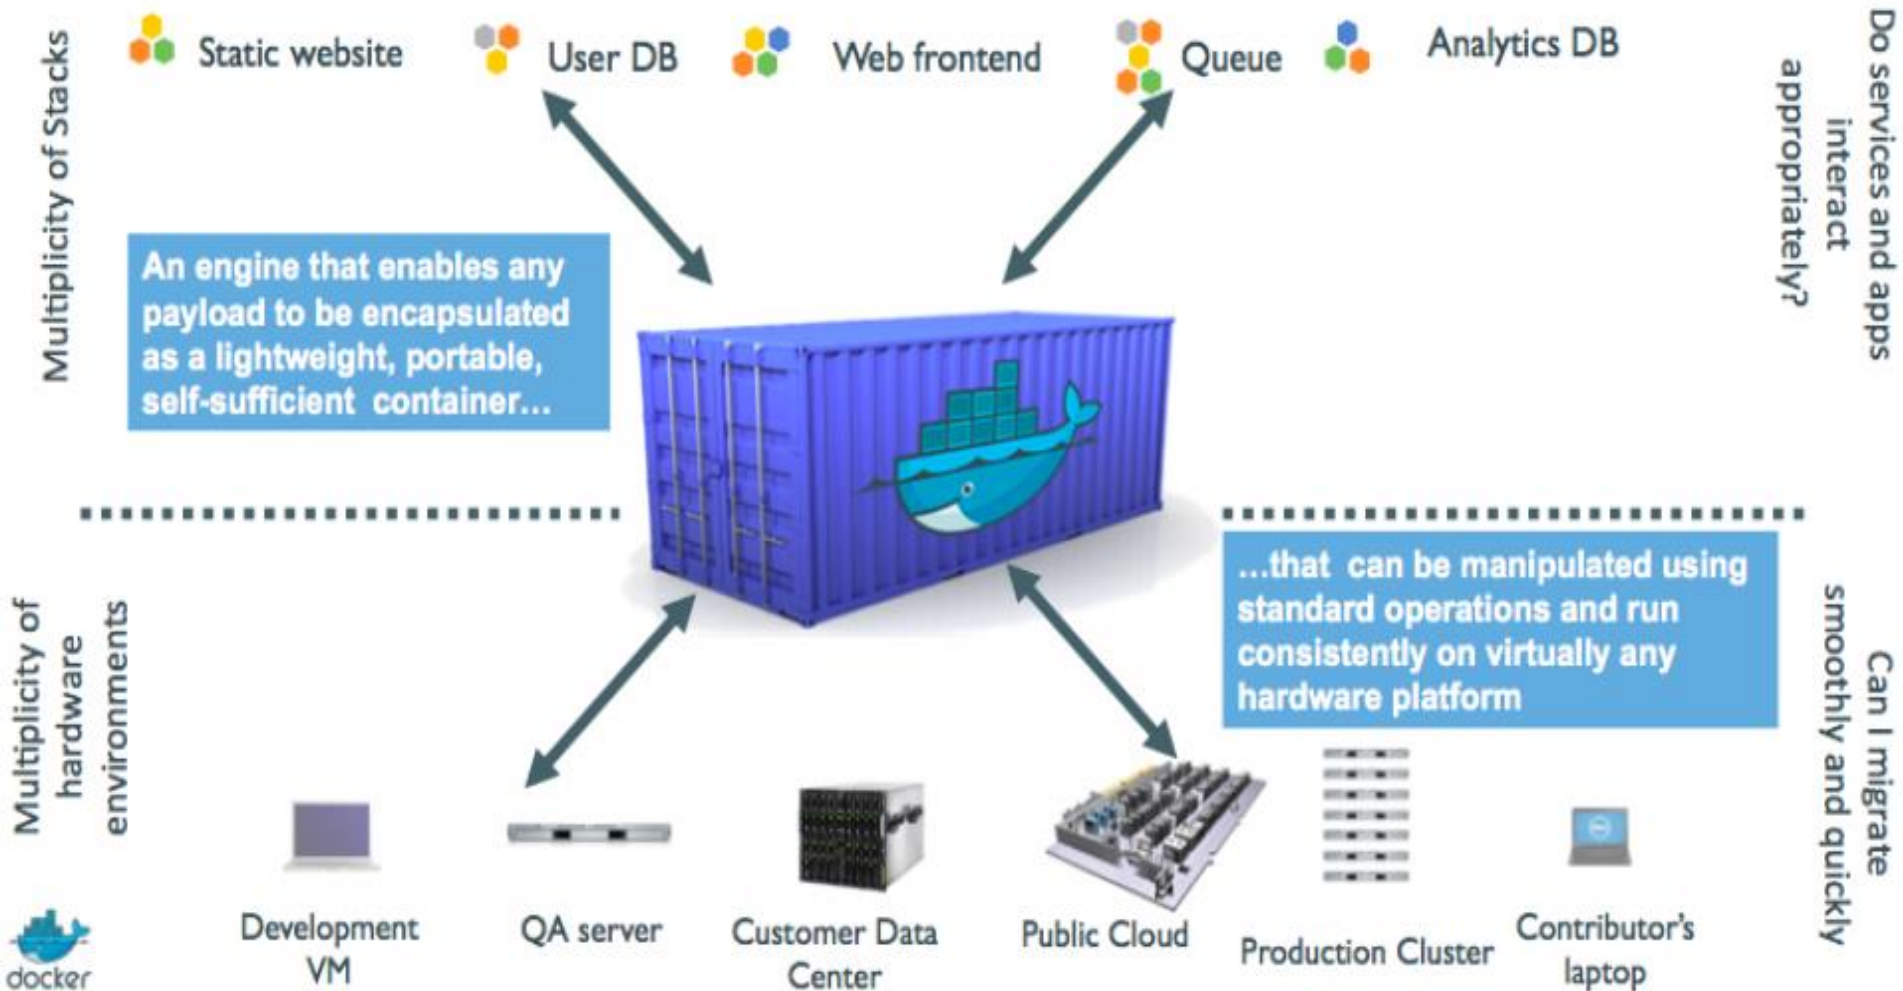 Static website
User DB
Web frontend
Queue
Analytics DB
Multiplicity of Stacks
Do services and apps
interact
appropriately?
An engine that enables any
payload to be encapsulated
as a lightweight, portable,
self-sufficient container...
...that can be manipulated using
standard operations and run
consistently on virtually any
hardware platform
Multiplicity of
hardware
environments
Can I migrate
smoothly and quickly
Development
VM
QA server
Customer Data
Center
Public Cloud
Production Cluster
Contributor's
laptop
docker